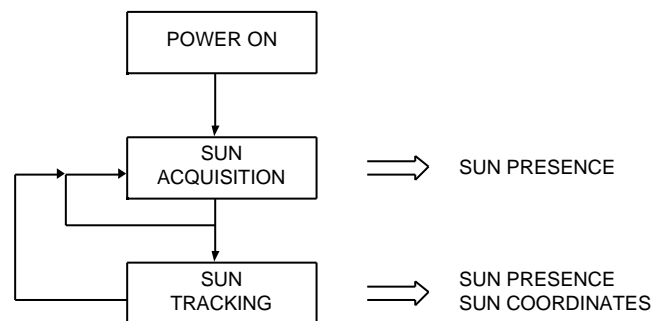 POWER ON
SUN
ACQUISITION
SUN PRESENCE
SUN
TRACKING
SUN PRESENCE
SUN COORDINATES